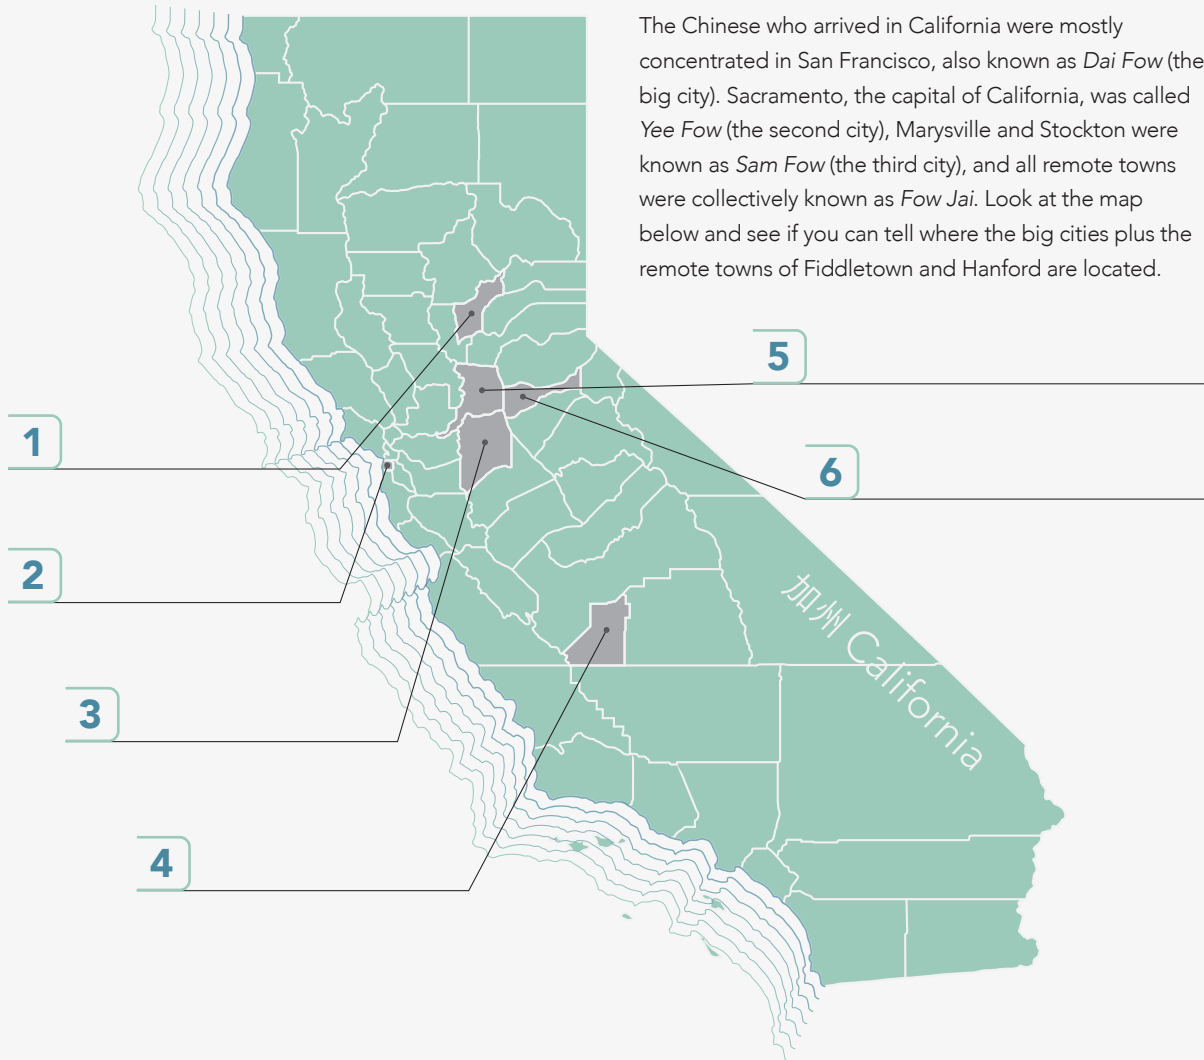 The Chinese who arrived in California were mostly
concentrated in San Francisco, also known as Dai Fow (the
big city). Sacramento, the capital of California, was called
Yee Fow (the second city), Marysville and Stockton were
known as Sam Fow (the third city), and all remote towns
were collectively known as Fow Jai. Look at the map
below and see if you can tell where the big cities plus the
remote towns of Fiddletown and Hanford are located.
5
1
6
2
加州 California
3
4